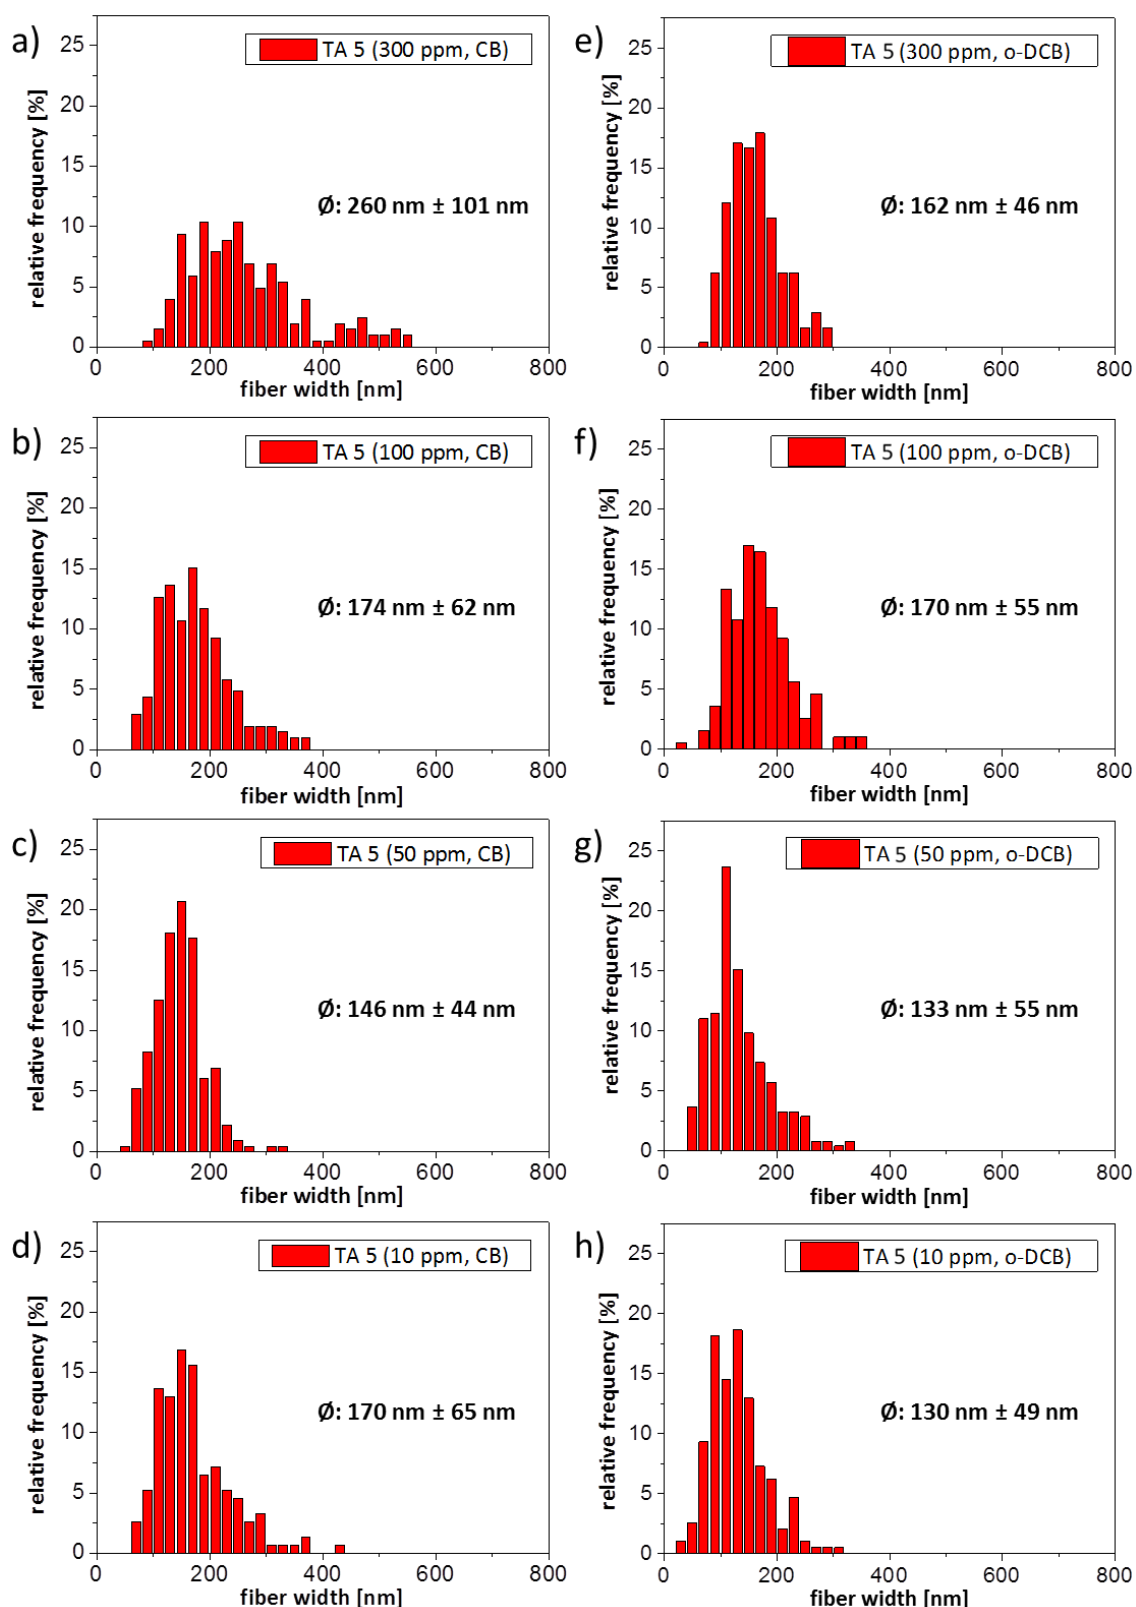 a)
TA 5 (300 ppm, CB)
Ø: 260 nm ± 101 nm
relative frequency [%]
25
20
15
10
5
0
0 200 400 600 800
fiber width [nm]
e)
TA 5 (300 ppm, o-DCB)
Ø: 162 nm ± 46 nm
relative frequency [%]
25
20
15
10
5
0
0 200 400 600 800
fiber width [nm]
b)
TA 5 (100 ppm, CB)
Ø: 174 nm ± 62 nm
relative frequency [%]
25
20
15
10
5
0
0 200 400 600 800
fiber width [nm]
f)
TA 5 (100 ppm, o-DCB)
Ø: 170 nm ± 55 nm
relative frequency [%]
25
20
15
10
5
0
0 200 400 600 800
fiber width [nm]
c)
TA 5 (50 ppm, CB)
Ø: 146 nm ± 44 nm
relative frequency [%]
25
20
15
10
5
0
0 200 400 600 800
fiber width [nm]
g)
TA 5 (50 ppm, o-DCB)
Ø: 133 nm ± 55 nm
relative frequency [%]
25
20
15
10
5
0
0 200 400 600 800
fiber width [nm]
d)
TA 5 (10 ppm, CB)
Ø: 170 nm ± 65 nm
relative frequency [%]
25
20
15
10
5
0
0 200 400 600 800
fiber width [nm]
h)
TA 5 (10 ppm, o-DCB)
Ø: 130 nm ± 49 nm
relative frequency [%]
25
20
15
10
5
0
0 200 400 600 800
fiber width [nm]